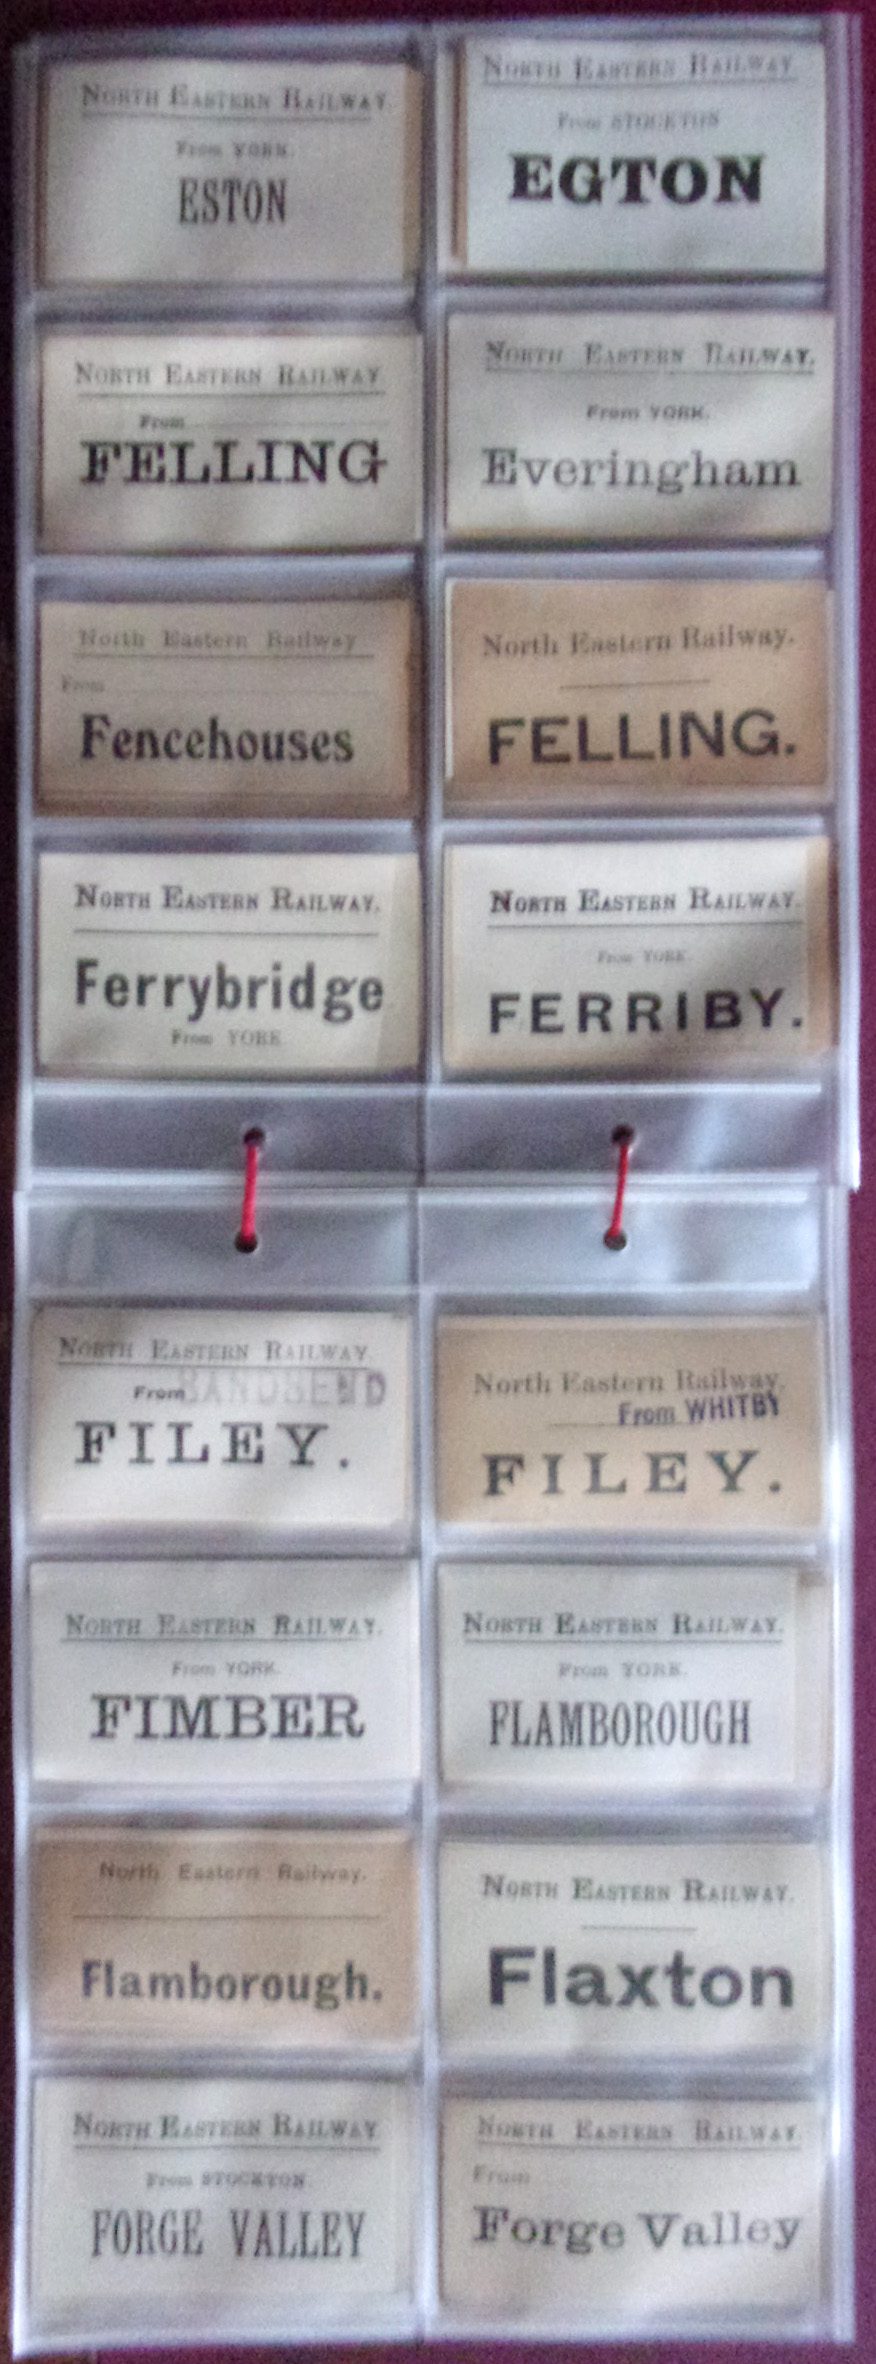 NORTH EASTERN RAILWAY.
From YORK.
ESTON
NORTH EASTERN RAILWAY
From STOCKTON
EGTON
NORTH EASTERN RAILWAY
From
FELLING
NORTH EASTERN RAILWAY.
From YORK.
Everingham
North Eastern Railway
From
Fencehouses
North Eastern Railway.
FELLING.
NORTH EASTERN RAILWAY.
Ferrybridge
From YORK
NORTH EASTERN RAILWAY.
From YORK.
FERRIBY.
NORTH EASTERN RAILWAY.
From SANDSEND
FILEY.
North Eastern Railway.
From WHITBY
FILEY.
NORTH EASTERN RAILWAY.
From YORK.
FIMBER
NORTH EASTERN RAILWAY.
From YORK.
FLAMBOROUGH
North Eastern Railway.
Flamborough.
NORTH EASTERN RAILWAY.
Flaxton
NORTH EASTERN RAILWAY
From STOCKTON.
FORGE VALLEY
NORTH EASTERN RAILWAY.
From
Forge Valley